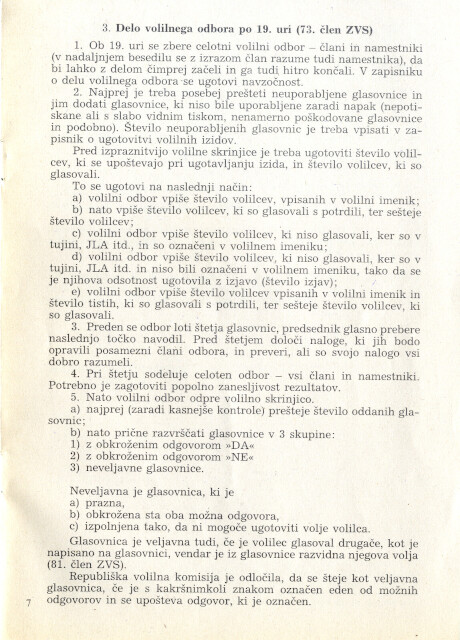 3. Delo volilnega odbora po 19. uri (73. člen ZVS)
1. Ob 19. uri se zbere celotni volilni odbor – člani in namestniki
(v nadaljnjem besedilu se z izrazom član razume tudi namestnika), da
bi lahko z delom čimprej začeli in ga tudi hitro končali. V zapisniku
o delu volilnega odbora se ugotovi navzočnost.
2. Najprej je treba posebej prešteti neuporabljene glasovnice in
jim dodati glasovnice, ki niso bile uporabljene zaradi napak (nepoti-
skane ali s slabo vidnim tiskom, nenamerno poškodovane glasovnice
in podobno). Število neuporabljenih glasovnic je treba vpisati v za-
pisnik o ugotovitvi volilnih izidov.
Pred izpraznitvijo volilne skrinjice je treba ugotoviti število volil-
cev, ki se upoštevajo pri ugotavljanju izida, in število volilcev, ki so
glasovali.
To se ugotovi na naslednji način:
a) volilni odbor vpiše število volilcev, vpisanih v volilni imenik;
b) nato vpiše število volilcev, ki so glasovali s potrdili, ter sešteje
število volilcev;
c) volilni odbor vpiše število volilcev, ki niso glasovali, ker so v
tujini, JLA itd., in so označeni v volilnem imeniku;
d) volilni odbor vpiše število volilcev, ki niso glasovali, ker so v
tujini, JLA itd. in niso bili označeni v volilnem imeniku, tako da se
je njihova odsotnost ugotovila z izjavo (število izjav);
e) volilni odbor vpiše število volilcev vpisanih v volilni imenik in
število tistih, ki so glasovali s potrdili, ter sešteje število volilcev, ki
so glasovali.
3. Preden se odbor loti štetja glasovnic, predsednik glasno prebere
naslednjo točko navodil. Pred štetjem določi naloge, ki jih bodo
opravili posamezni člani odbora, in preveri, ali so svojo nalogo vsi
dobro razumeli.
4. Pri štetju sodeluje celoten odbor – vsi člani in namestniki.
Potrebno je zagotoviti popolno zanesljivost rezultatov.
5. Nato volilni odbor odpre volilno skrinjico.
a) najprej (zaradi kasnejše kontrole) prešteje število oddanih gla-
sovnic;
b) nato prične razvrščati glasovnice v 3 skupine:
1) z obkroženim odgovorom »DA«
2) z obkroženim odgovorom »NE«
3) neveljavne glasovnice.
Neveljavna je glasovnica, ki je
a) prazna,
b) obkrožena sta oba možna odgovora,
c) izpolnjena tako, da ni mogoče ugotoviti volje volilca.
Glasovnica je veljavna tudi, če je volilec glasoval drugače, kot je
napisano na glasovnici, vendar je iz glasovnice razvidna njegova volja
(81. člen ZVS).
Republiška volilna komisija je odločila, da se šteje kot veljavna
glasovnica, če je s kakršnimkoli znakom označen eden od možnih
odgovorov in se upošteva odgovor, ki je označen.
7